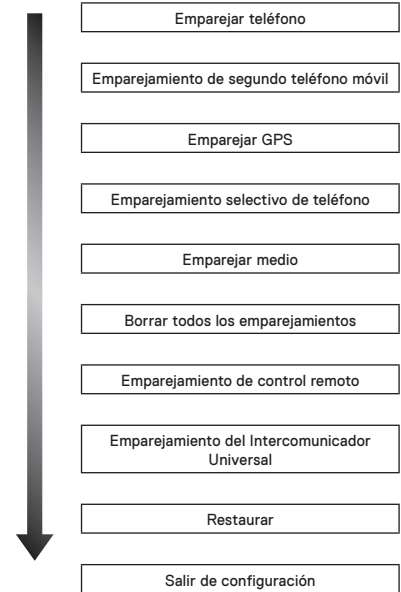 Emparejar teléfono
Emparejamiento de segundo teléfono móvil
Emparejar GPS
Emparejamiento selectivo de teléfono
Emparejar medio
Borrar todos los emparejamientos
Emparejamiento de control remoto
Emparejamiento del Intercomunicador
Universal
Restaurar
Salir de configuración